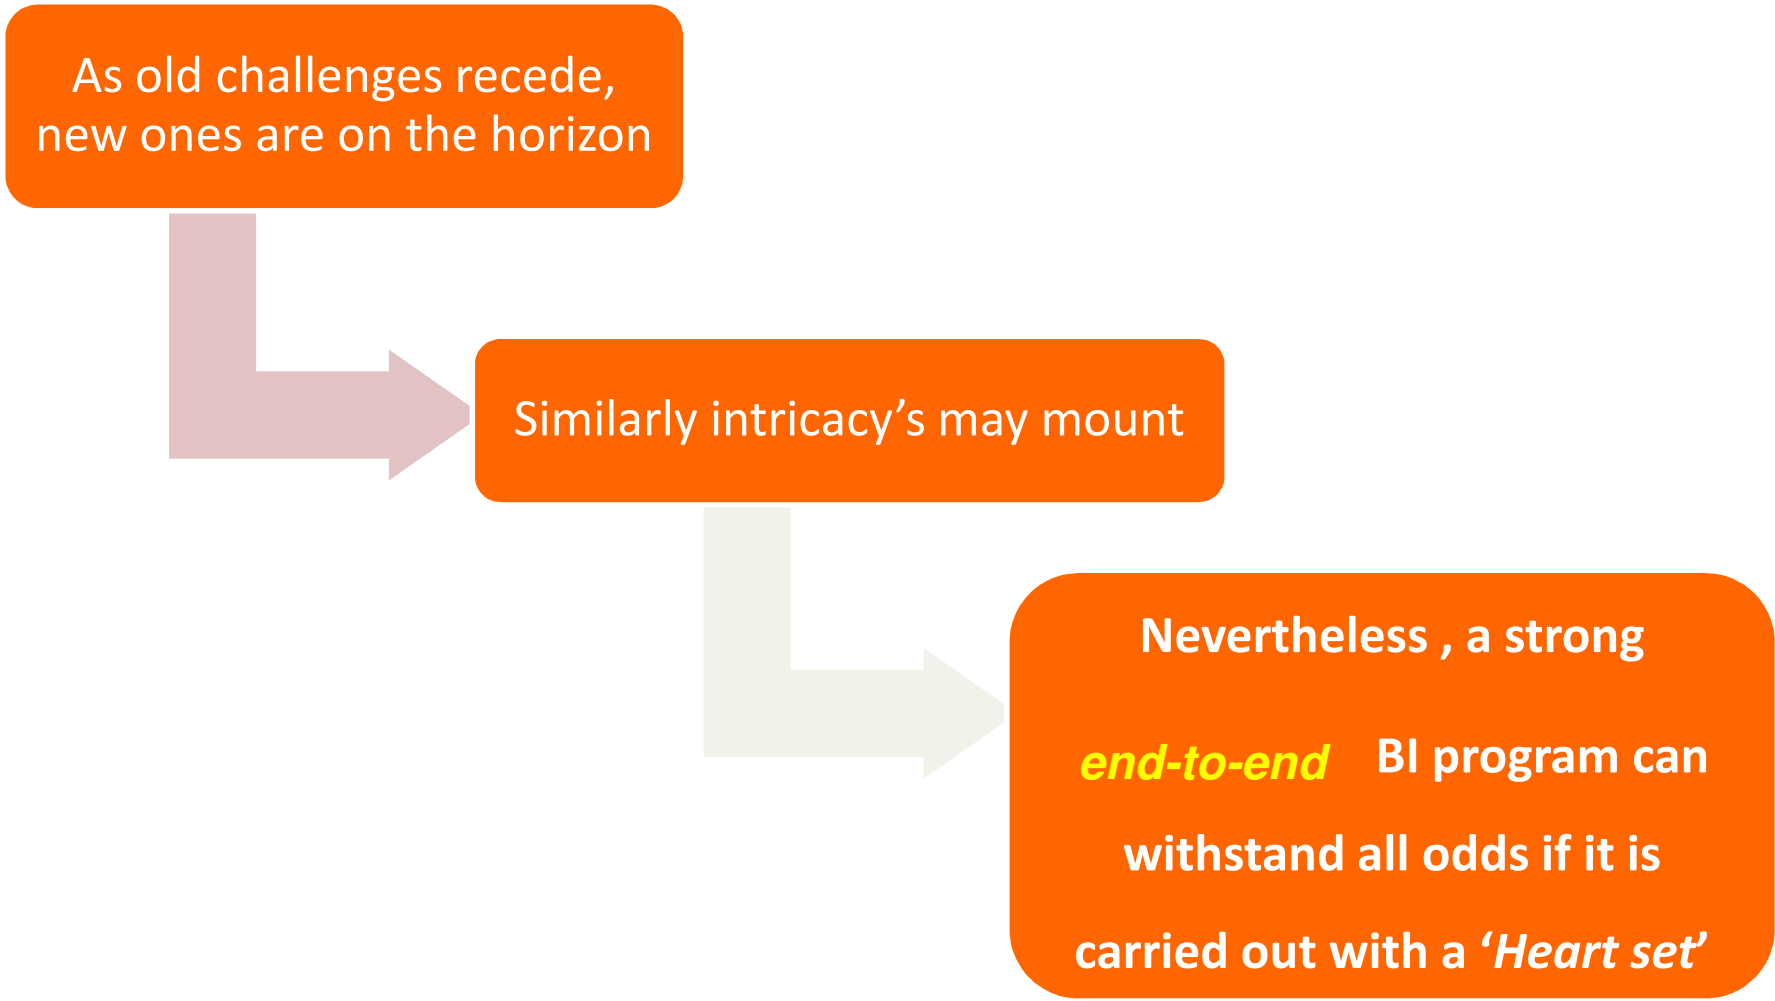 As old challenges recede,
new ones are on the horizon
Similarly intricacy’s may mount
Nevertheless , a strong
end-to-end BI program can
withstand all odds if it is
carried out with a ‘Heart set’